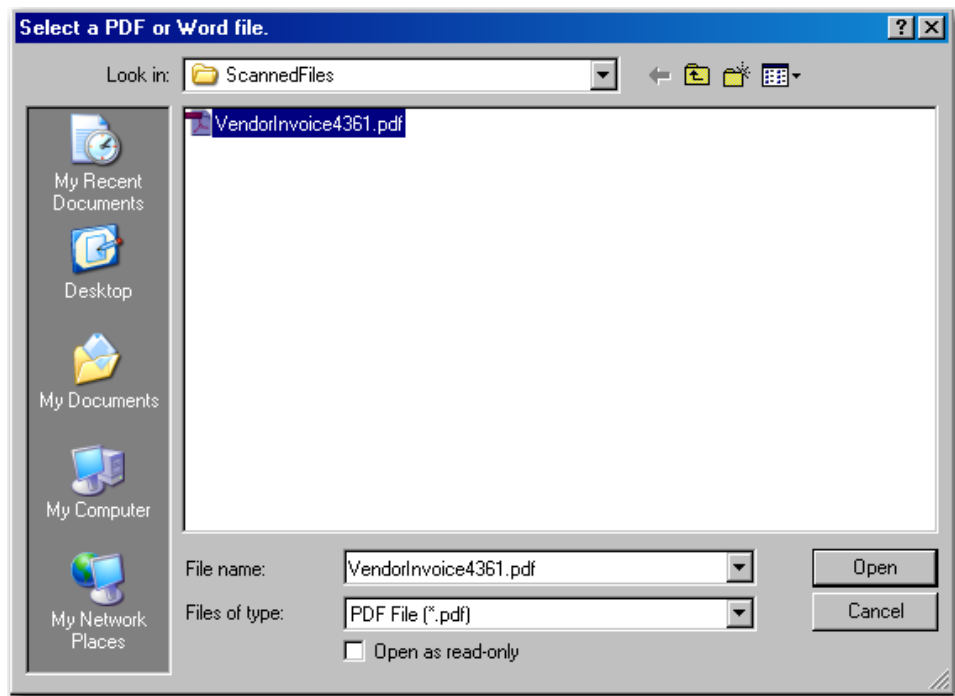 Select a PDF or Word file.
Look in: ScannedFiles
VendorInvoice4361.pdf
My Recent
Documents
Desktop
My Documents
My Computer
My Network
Places
File name: VendorInvoice4361.pdf Open
Files of type: PDF File (*.pdf) Cancel
Open as read-only